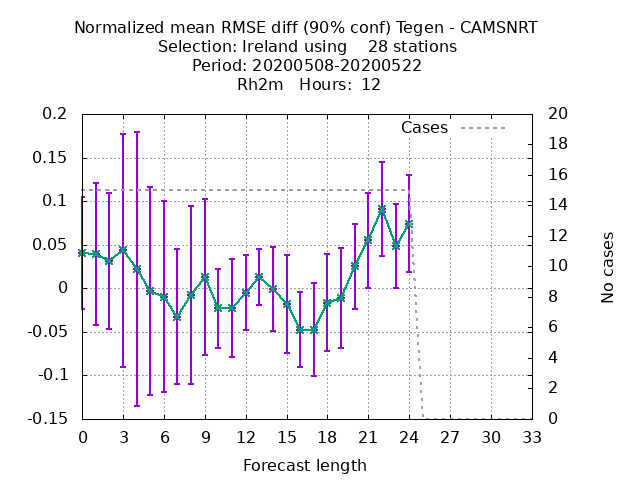 Normalized mean RMSE diff (90% conf) Tegen - CAMSNRT
Selection: Ireland using    28 stations
Period: 20200508-20200522
Rh2m   Hours:  12
0.2
0.15
0.1
0.05
0
-0.05
-0.1
-0.15
Cases
20
18
16
14
12
10
8
6
4
2
0
No cases
0 3 6 9 12 15 18 21 24 27 30 33
Forecast length